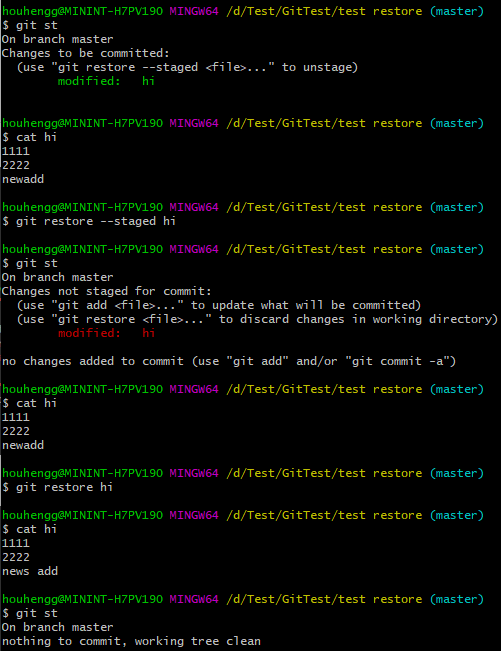 houhengg@MININT-H7PV190 MINGW64 /d/Test/GitTest/test restore (master)
$ git st
On branch master
Changes to be committed:
  (use "git restore --staged <file>..." to unstage)
        modified:   hi

houhengg@MININT-H7PV190 MINGW64 /d/Test/GitTest/test restore (master)
$ cat hi
1111
2222
newadd

houhengg@MININT-H7PV190 MINGW64 /d/Test/GitTest/test restore (master)
$ git restore --staged hi

houhengg@MININT-H7PV190 MINGW64 /d/Test/GitTest/test restore (master)
$ git st
On branch master
Changes not staged for commit:
  (use "git add <file>..." to update what will be committed)
  (use "git restore <file>..." to discard changes in working directory)
        modified:   hi

no changes added to commit (use "git add" and/or "git commit -a")

houhengg@MININT-H7PV190 MINGW64 /d/Test/GitTest/test restore (master)
$ cat hi
1111
2222
newadd

houhengg@MININT-H7PV190 MINGW64 /d/Test/GitTest/test restore (master)
$ git restore hi

houhengg@MININT-H7PV190 MINGW64 /d/Test/GitTest/test restore (master)
$ cat hi
1111
2222
news add

houhengg@MININT-H7PV190 MINGW64 /d/Test/GitTest/test restore (master)
$ git st
On branch master
nothing to commit, working tree clean